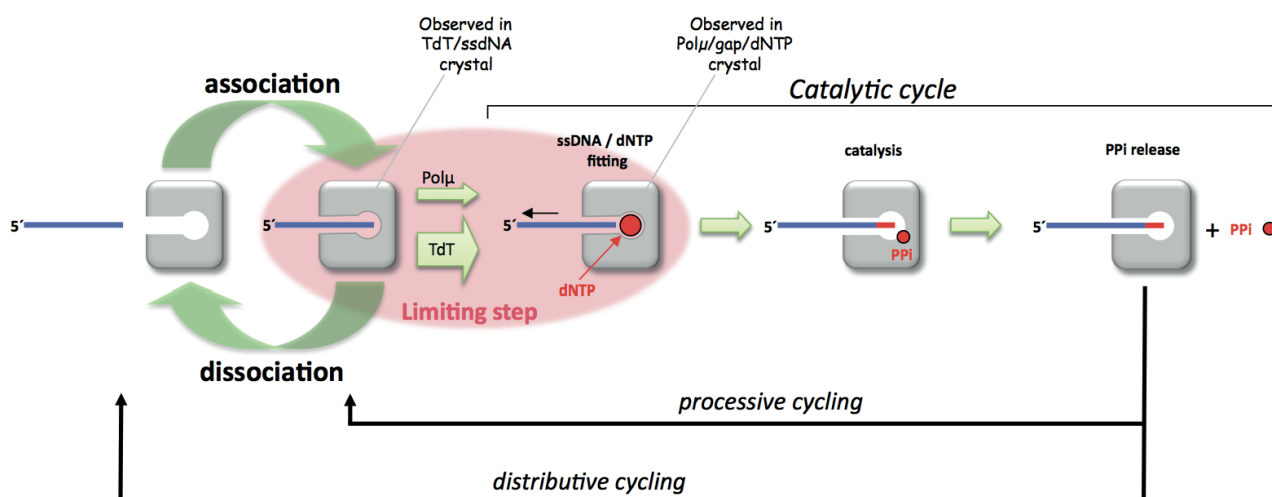 Observed in
TdT/ssdNA
crystal
Observed in
Polμ/gap/dNTP
crystal
association
Catalytic cycle
ssDNA / dNTP
fitting
catalysis
PPi release
Polμ
5´
5´
5´
5´
5´
TdT
PPi
+ PPi
dNTP
Limiting step
dissociation
processive cycling
distributive cycling